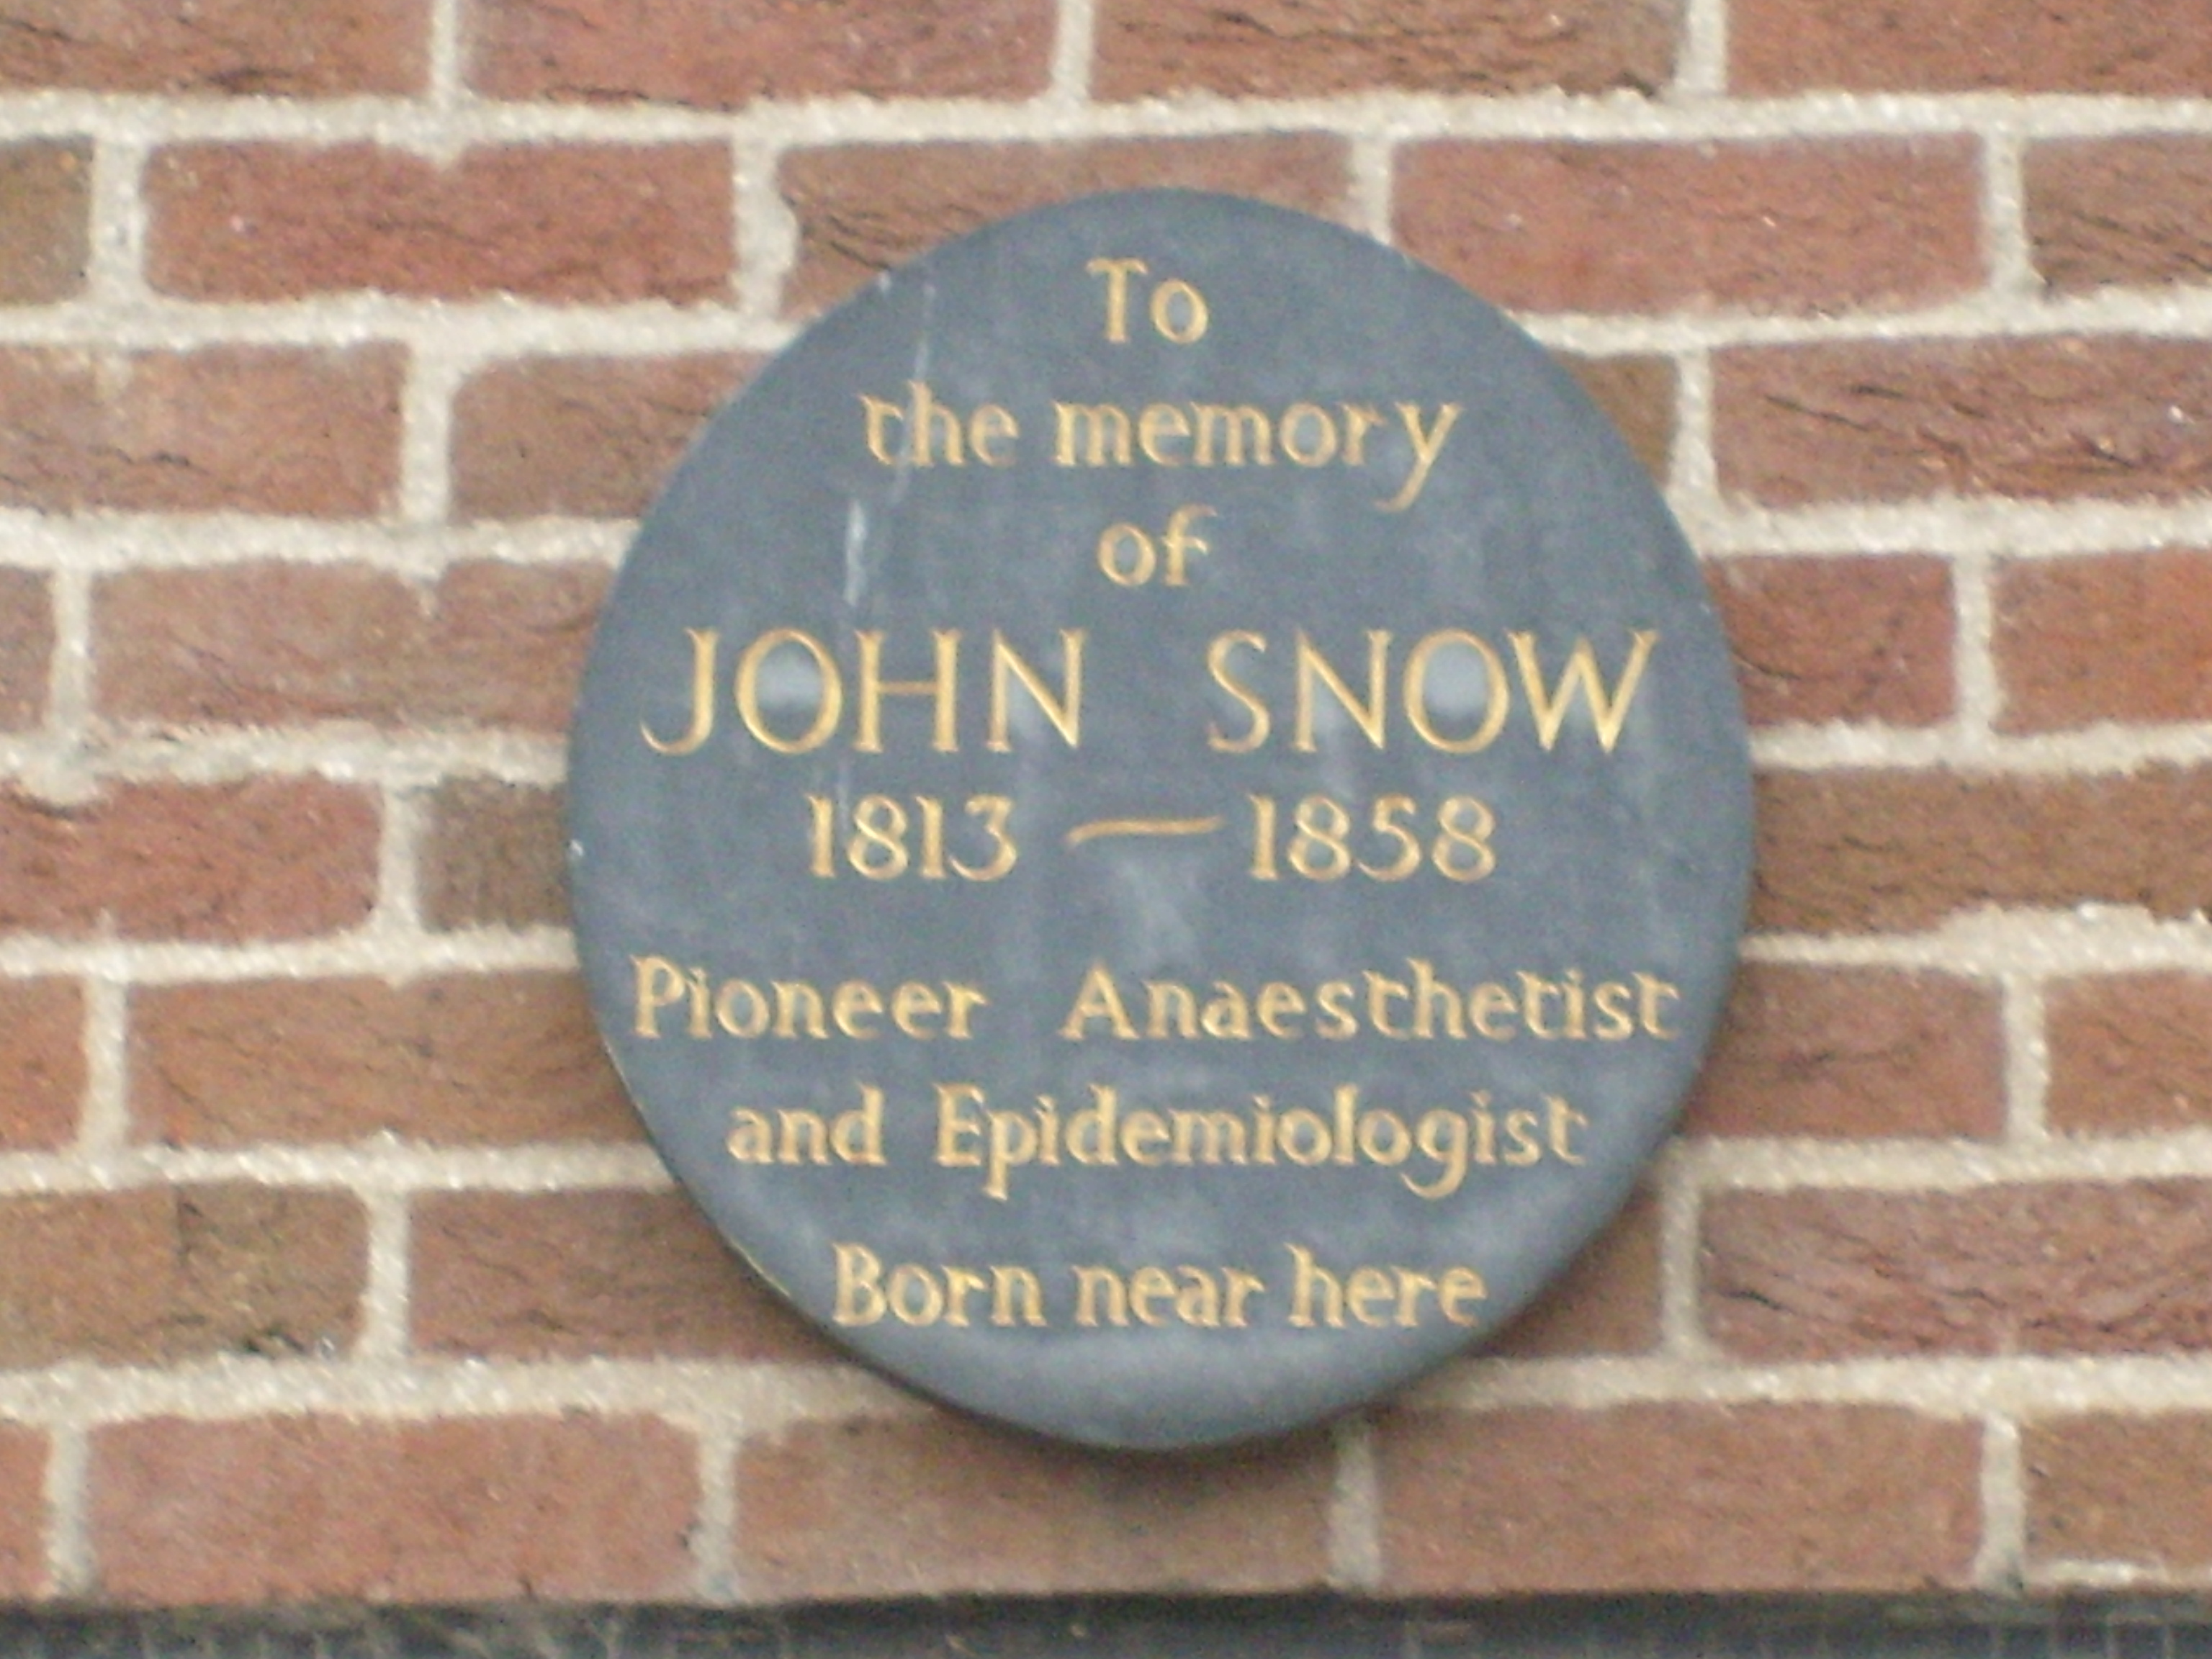 To
the memory
of
JOHN SNOW
1813 — 1858
Pioneer Anaesthetist
and Epidemiologist
Born near here